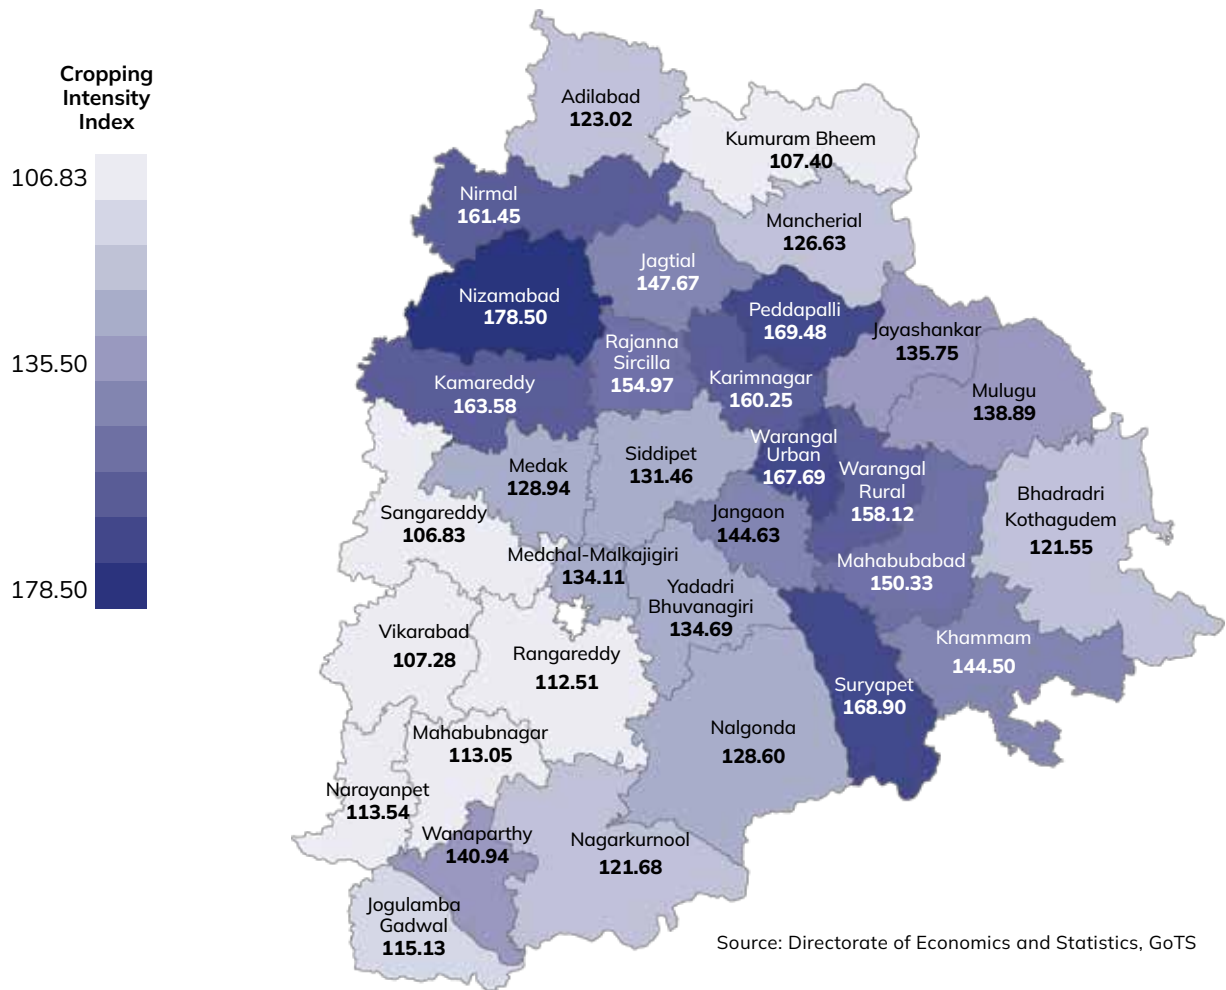 Cropping
Intensity
Index
106.83
135.50
178.50
Adilabad
123.02
Kumuram Bheem
107.40
Nirmal
161.45
Mancherial
126.63
Jagtial
147.67
Nizamabad
178.50
Peddapalli
169.48
Jayashankar
135.75
Rajanna
Sircilla
154.97
Kamareddy
163.58
Karimnagar
160.25
Mulugu
138.89
Warangal
Urban
167.69
Siddipet
131.46
Medak
128.94
Warangal
Rural
158.12
Bhadradri
Kothagudem
121.55
Sangareddy
106.83
Jangaon
144.63
Medchal-Malkajigiri
134.11
Mahabubabad
150.33
Yadadri
Bhuvanagiri
134.69
Vikarabad
107.28
Rangareddy
112.51
Khammam
144.50
Suryapet
168.90
Nalgonda
128.60
Mahabubnagar
113.05
Narayanpet
113.54
Wanaparthy
140.94
Nagarkurnool
121.68
Jogulamba
Gadwal
115.13
Source: Directorate of Economics and Statistics, GoTS